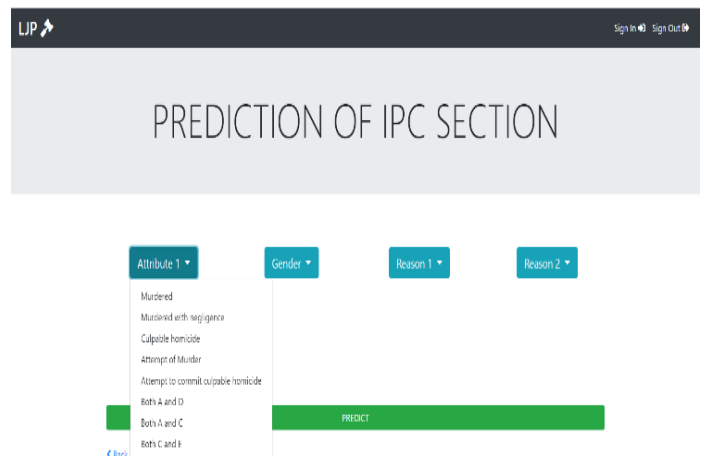 LJP
Sign In Sign Out
PREDICTION OF IPC SECTION
Attribute 1 Gender Reason 1 Reason 2
Murdered
Murdered with negligence
Culpable homicide
Attempt of Murder
Attempt to commit culpable homicide
Both A and D
Both A and C
PREDICT
Both C and E
Back